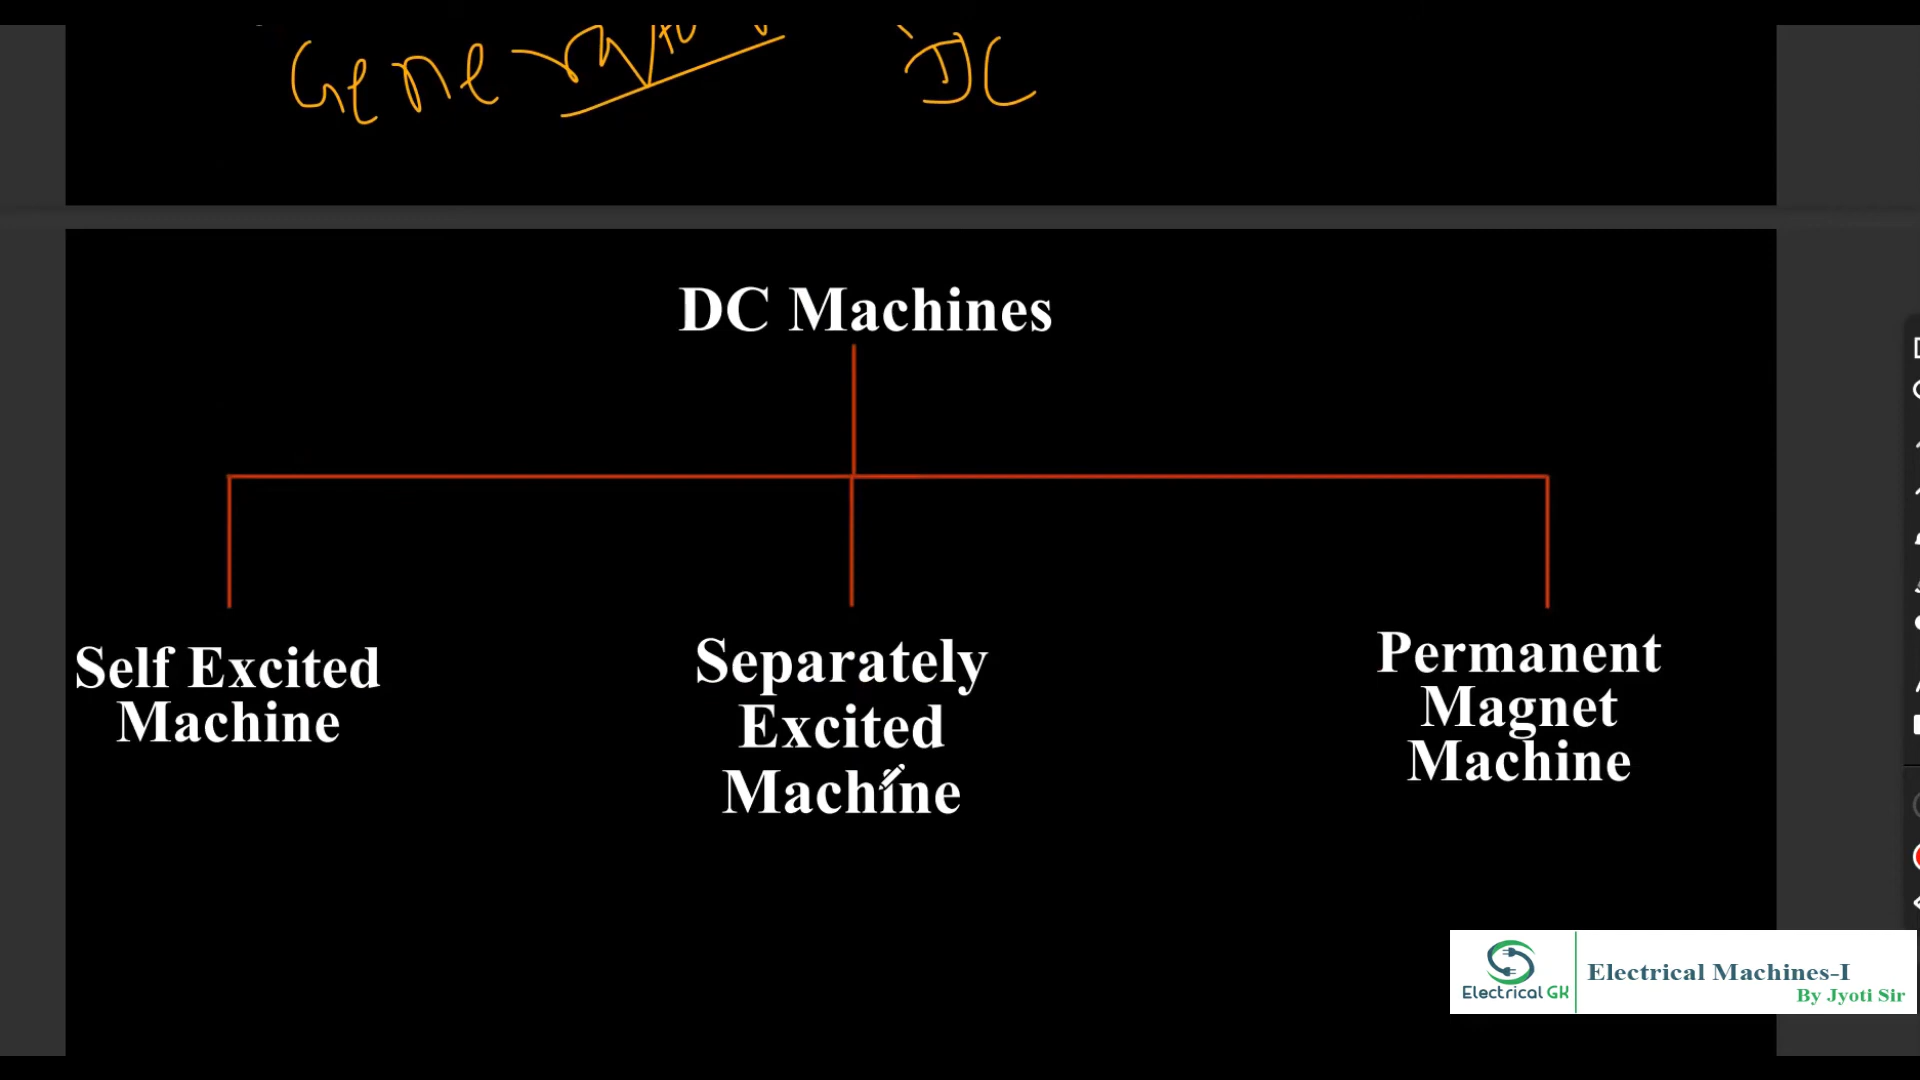 DC
DC Machines
Self Excited
Machine
Separately
Excited
Machine
Permanent
Magnet
Machine
Electrical GK
Electrical Machines-I
By Jyoti Sir